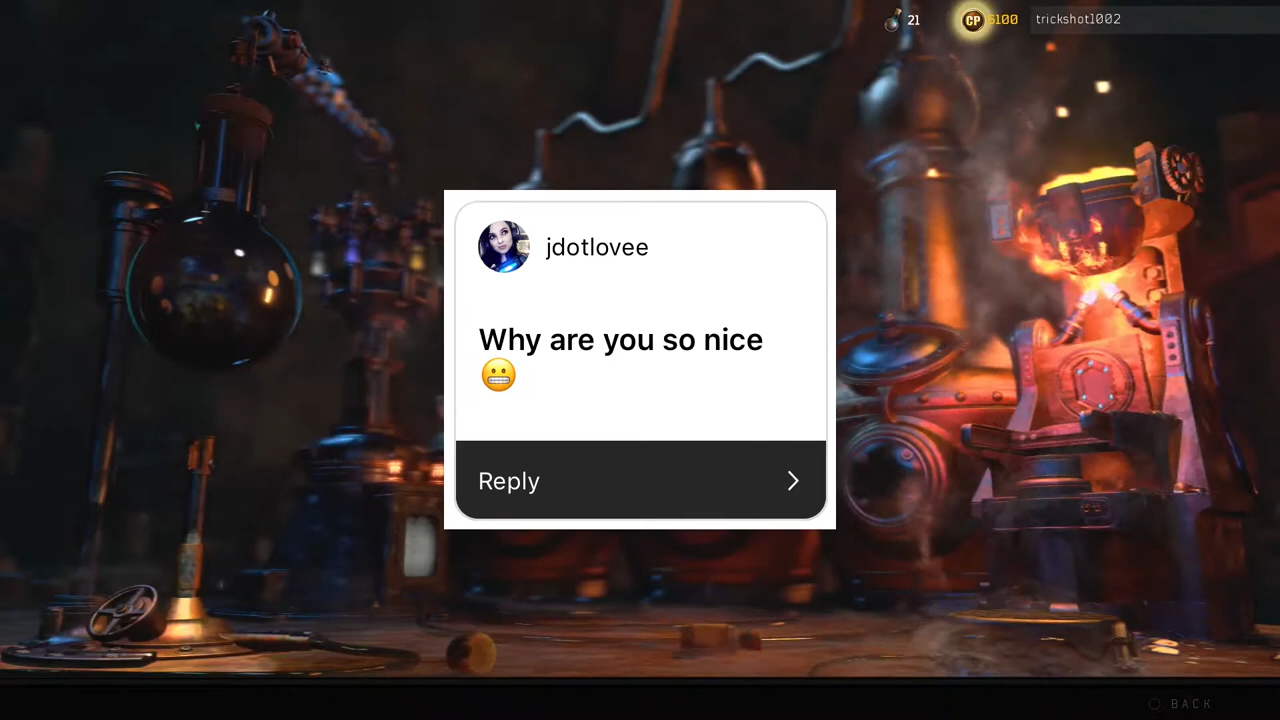 21
CP 6100
trickshot1002
jdotlovee
Why are you so nice
😬
Reply
BACK